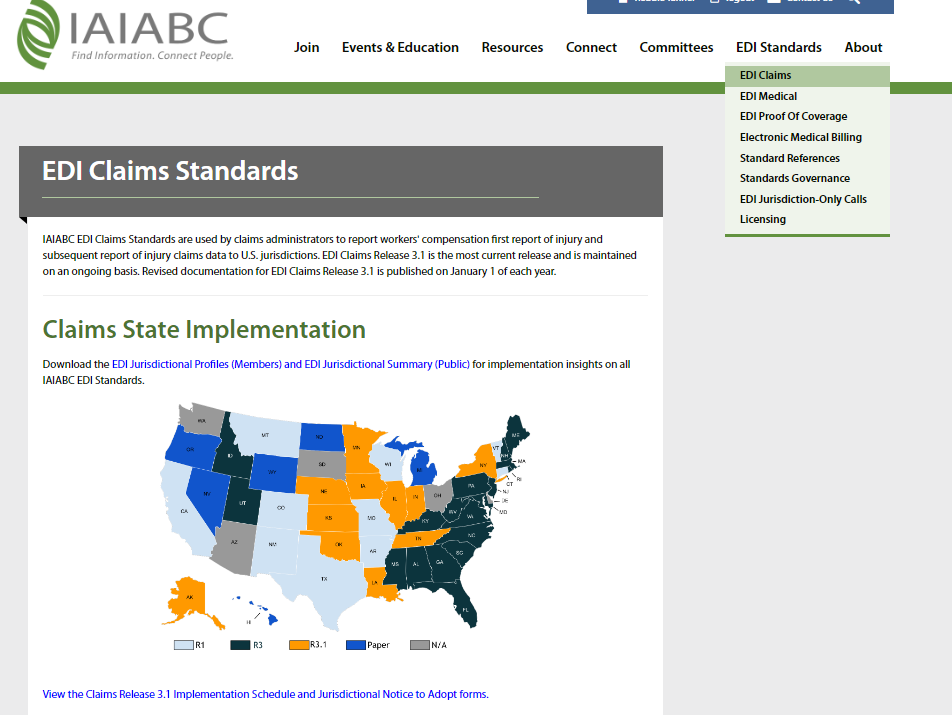 IAIABC
Find Information. Connect People.
Join
Events & Education
Resources
Connect
Committees
EDI Standards
About
EDI Claims
EDI Medical
EDI Proof Of Coverage
Electronic Medical Billing
Standard References
Standards Governance
EDI Jurisdiction-Only Calls
Licensing
EDI Claims Standards
IAIABC EDI Claims Standards are used by claims administrators to report workers' compensation first report of injury and
subsequent report of injury claims data to U.S. jurisdictions. EDI Claims Release 3.1 is the most current release and is maintained
on an ongoing basis. Revised documentation for EDI Claims Release 3.1 is published on January 1 of each year.
Claims State Implementation
Download the EDI Jurisdictional Profiles (Members) and EDI Jurisdictional Summary (Public) for implementation insights on all
IAIABC EDI Standards.
WA
MT
ND
MN
ME
OR
ID
SD
WI
MI
VT
NH
NY
MA
RI
CT
WY
NE
IA
PA
NJ
NV
UT
IL
IN
OH
DE
MD
CA
CO
KS
MO
KY
WV
VA
AZ
NM
OK
AR
TN
NC
SC
TX
LA
MS
AL
GA
FL
AK
HI
R1
R3
R3.1
Paper
N/A
View the Claims Release 3.1 Implementation Schedule and Jurisdictional Notice to Adopt forms.